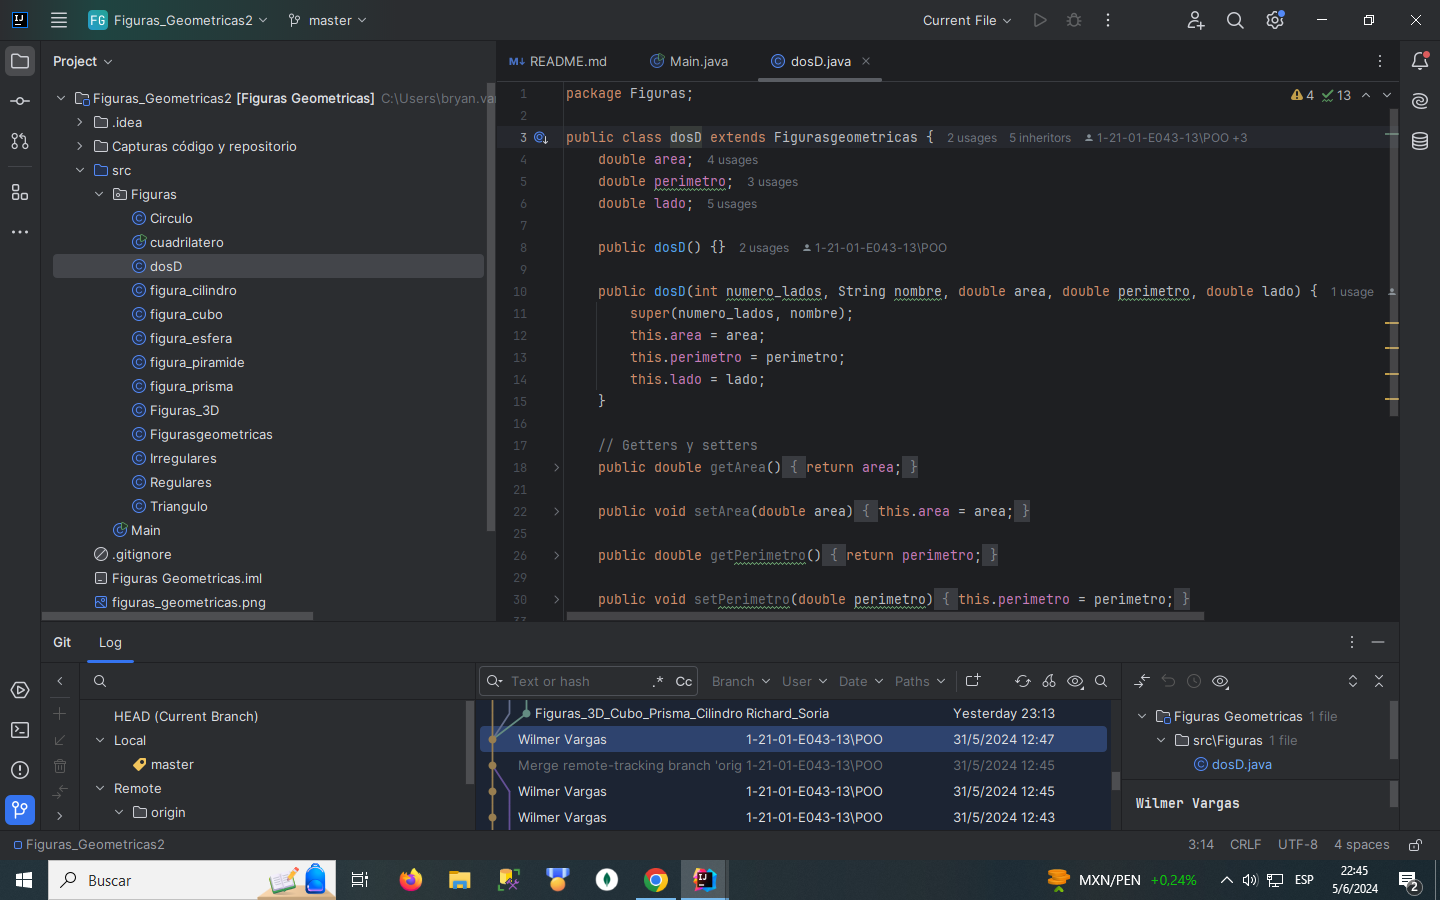 FG Figuras_Geometricas2 master Current File
Project
Figuras_Geometricas2 [Figuras Geometricas] C:\Users\bryan.va
.idea
Capturas código y repositorio
src
Figuras
Circulo
cuadrilatero
dosD
figura_cilindro
figura_cubo
figura_esfera
figura_piramide
figura_prisma
Figuras_3D
Figurasgeometricas
Irregulares
Regulares
Triangulo
Main
.gitignore
Figuras Geometricas.iml
figuras_geometricas.png
README.md Main.java dosD.java
4 13
1 package Figuras;
2
3 public class dosD extends Figurasgeometricas { 2 usages 5 inheritors 1-21-01-E043-13\POO +3
4 double area; 4 usages
5 double perimetro; 3 usages
6 double lado; 5 usages
7
8 public dosD() {} 2 usages 1-21-01-E043-13\POO
9
10 public dosD(int numero_lados, String nombre, double area, double perimetro, double lado) { 1 usage
11 super(numero_lados, nombre);
12 this.area = area;
13 this.perimetro = perimetro;
14 this.lado = lado;
15 }
16
17 // Getters y setters
18 public double getArea() { return area; }
21
22 public void setArea(double area) { this.area = area; }
25
26 public double getPerimetro() { return perimetro; }
29
30 public void setPerimetro(double perimetro) { this.perimetro = perimetro; }
Git Log
HEAD (Current Branch)
Local
master
Remote
origin
Text or hash .* Cc Branch User Date Paths
Figuras_3D_Cubo_Prisma_Cilindro Richard_Soria Yesterday 23:13
Wilmer Vargas 1-21-01-E043-13\POO 31/5/2024 12:47
Merge remote-tracking branch 'orig 1-21-01-E043-13\POO 31/5/2024 12:45
Wilmer Vargas 1-21-01-E043-13\POO 31/5/2024 12:45
Wilmer Vargas 1-21-01-E043-13\POO 31/5/2024 12:43
Figuras Geometricas 1 file
src\Figuras 1 file
dosD.java
Wilmer Vargas
Figuras_Geometricas2 3:14 CRLF UTF-8 4 spaces
Buscar
MXN/PEN +0,24% ESP
22:45
5/6/2024
2